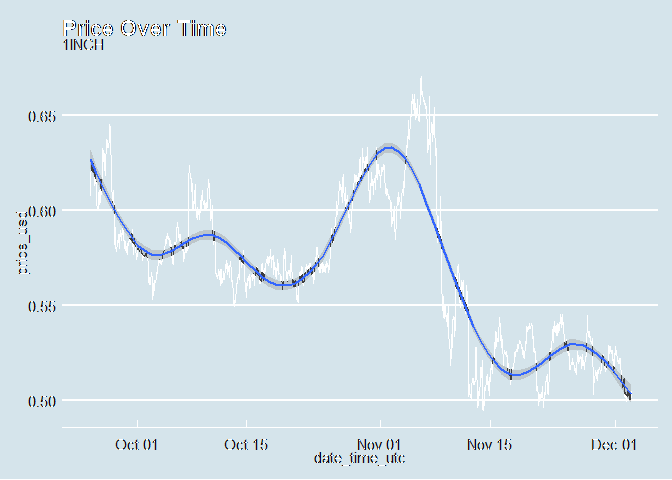 Price Over Time
1INCH
0.65
0.60
0.55
0.50
price_usd
Oct 01
Oct 15
Nov 01
Nov 15
Dec 01
date_time_utc